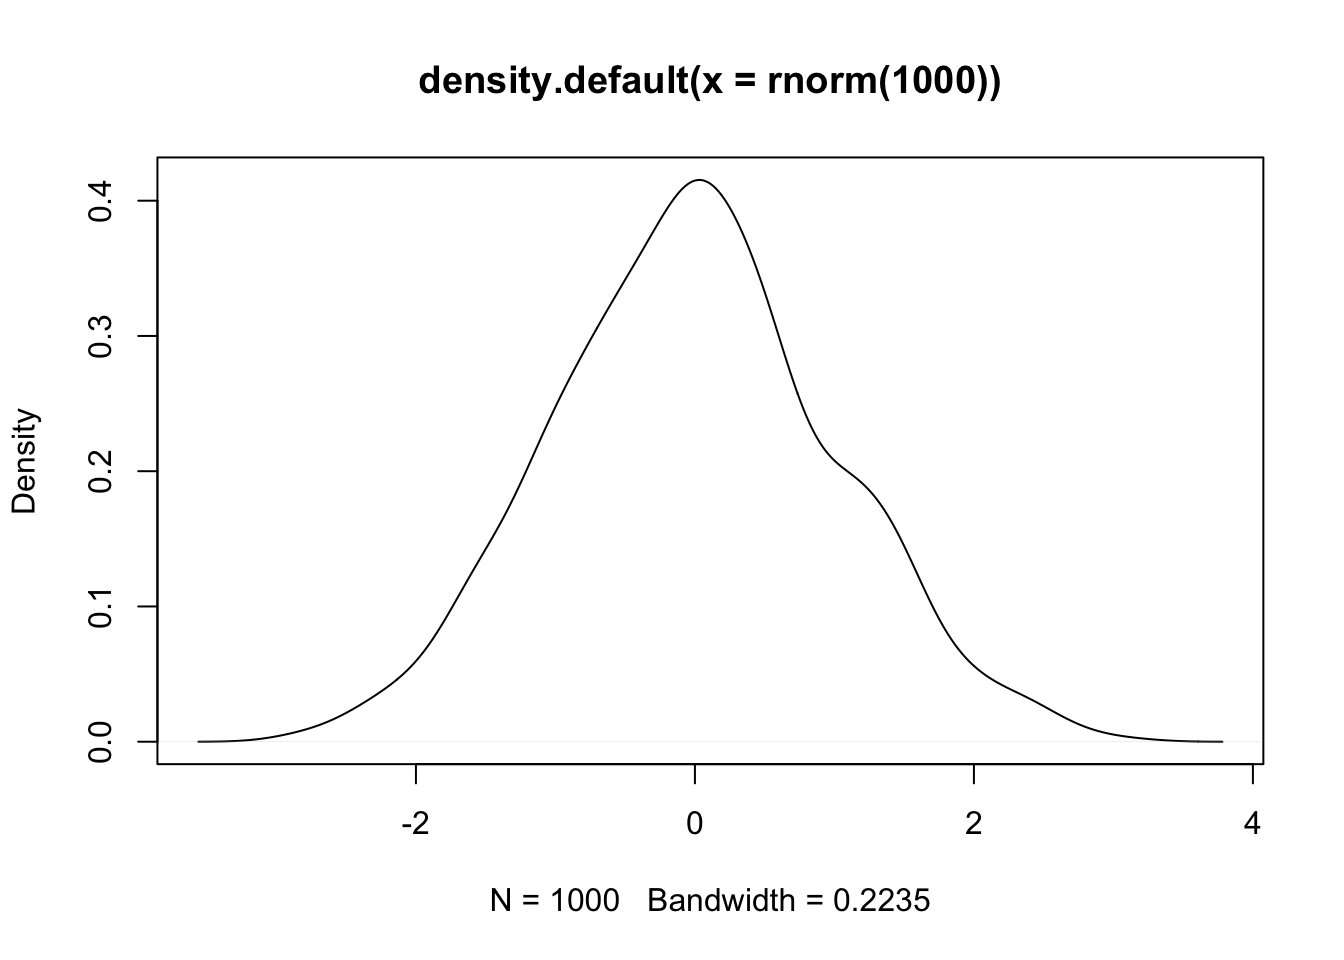 density.default(x = rnorm(1000))
Density
0.4
0.3
0.2
0.1
0.0
-2 0 2 4
N = 1000 Bandwidth = 0.2235